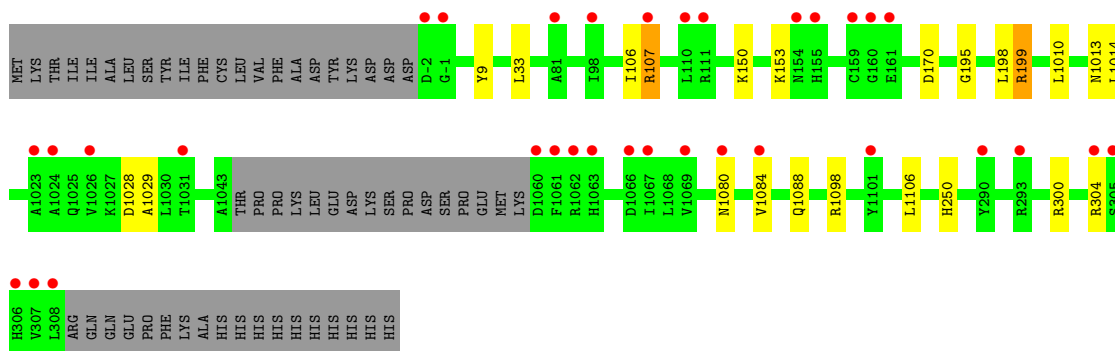 MET LYS THR ILE ILE ALA LEU SER TYR ILE PHE CYS LEU VAL PHE ALA ASP TYR LYS ASP ASP ASP D-2 G-1 Y9 L33 A81 I98 I106 R107 L110 R111 K150 K153 N154 H155 C159 G160 E161 D170 G195 L198 R199 L1010 N1013 L1014
A1023 A1024 Q1025 V1026 K1027 D1028 A1029 L1030 T1031 A1043 THR PRO PRO LYS LEU GLU ASP LYS SER PRO ASP SER PRO GLU MET LYS D1060 F1061 R1062 H1063 D1066 I1067 L1068 V1069 N1080 V1084 Q1088 R1098 Y1101 L1106 H250 Y290 R293 R300 R304 S305
H306 V307 L308 ARG GLN GLN GLU PRO PHE LYS ALA HIS HIS HIS HIS HIS HIS HIS HIS HIS HIS